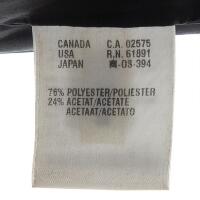 CANADA C.A. 02575
USA R.N. 61891
JAPAN -03-394
76% POLYESTER/POLIESTER
24% ACETAT/ACETATE
ACETAAT/ACETATO